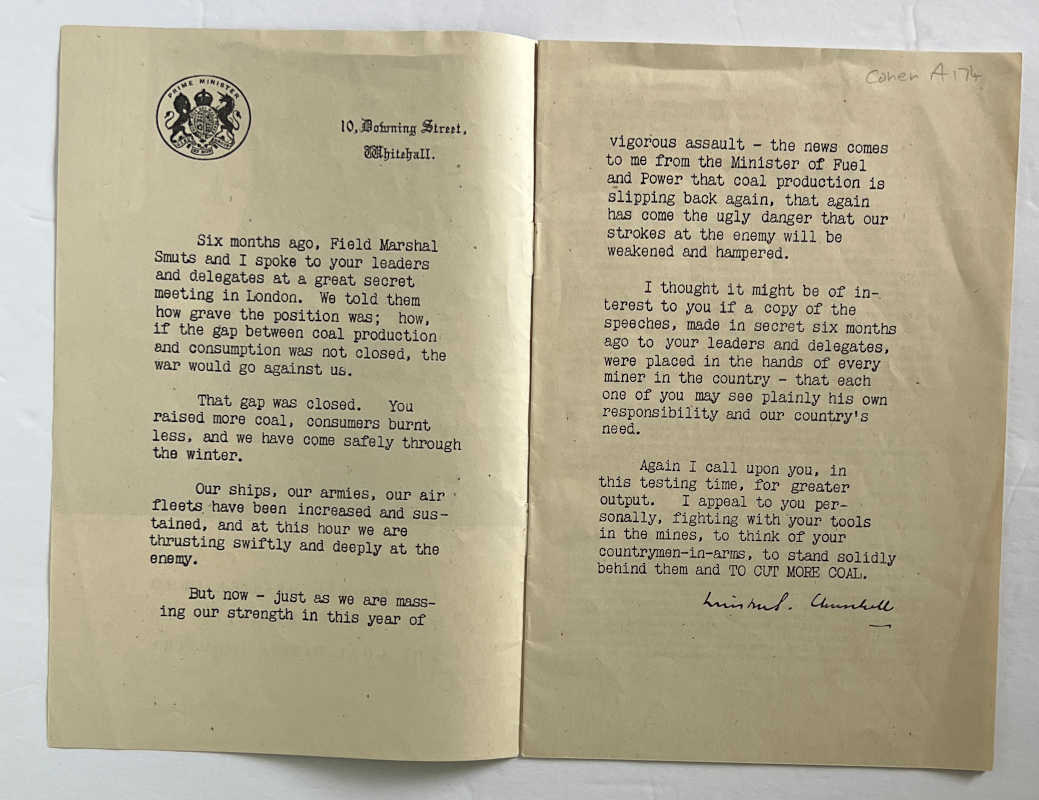 PRIME MINISTER
10, Downing Street,
Whitehall.
Six months ago, Field Marshal
Smuts and I spoke to your leaders
and delegates at a great secret
meeting in London. We told them
how grave the position was; how,
if the gap between coal production
and consumption was not closed, the
war would go against us.
That gap was closed. You
raised more coal, consumers burnt
less, and we have come safely through
the winter.
Our ships, our armies, our air
fleets have been increased and sus-
tained, and at this hour we are
thrusting swiftly and deeply at the
enemy.
But now - just as we are mass-
ing our strength in this year of
Cohen A174
vigorous assault - the news comes
to me from the Minister of Fuel
and Power that coal production is
slipping back again, that again
has come the ugly danger that our
strokes at the enemy will be
weakened and hampered.
I thought it might be of in-
terest to you if a copy of the
speeches, made in secret six months
ago to your leaders and delegates,
were placed in the hands of every
miner in the country - that each
one of you may see plainly his own
responsibility and our country's
need.
Again I call upon you, in
this testing time, for greater
output. I appeal to you per-
sonally, fighting with your tools
in the mines, to think of your
countrymen-in-arms, to stand solidly
behind them and TO CUT MORE COAL.
Winston S. Churchill